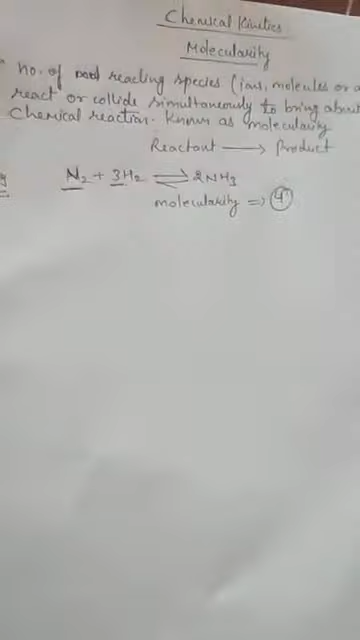 Chemical Kinetics
Molecularity
no. of reacting species (ions, molecules or a
react or collide simultaneously to bring about
Chemical reaction. Known as molecularity
Reactant ⟶ Product
N2 + 3H2 ⇌ 2NH3
molecularity ⇒ 4